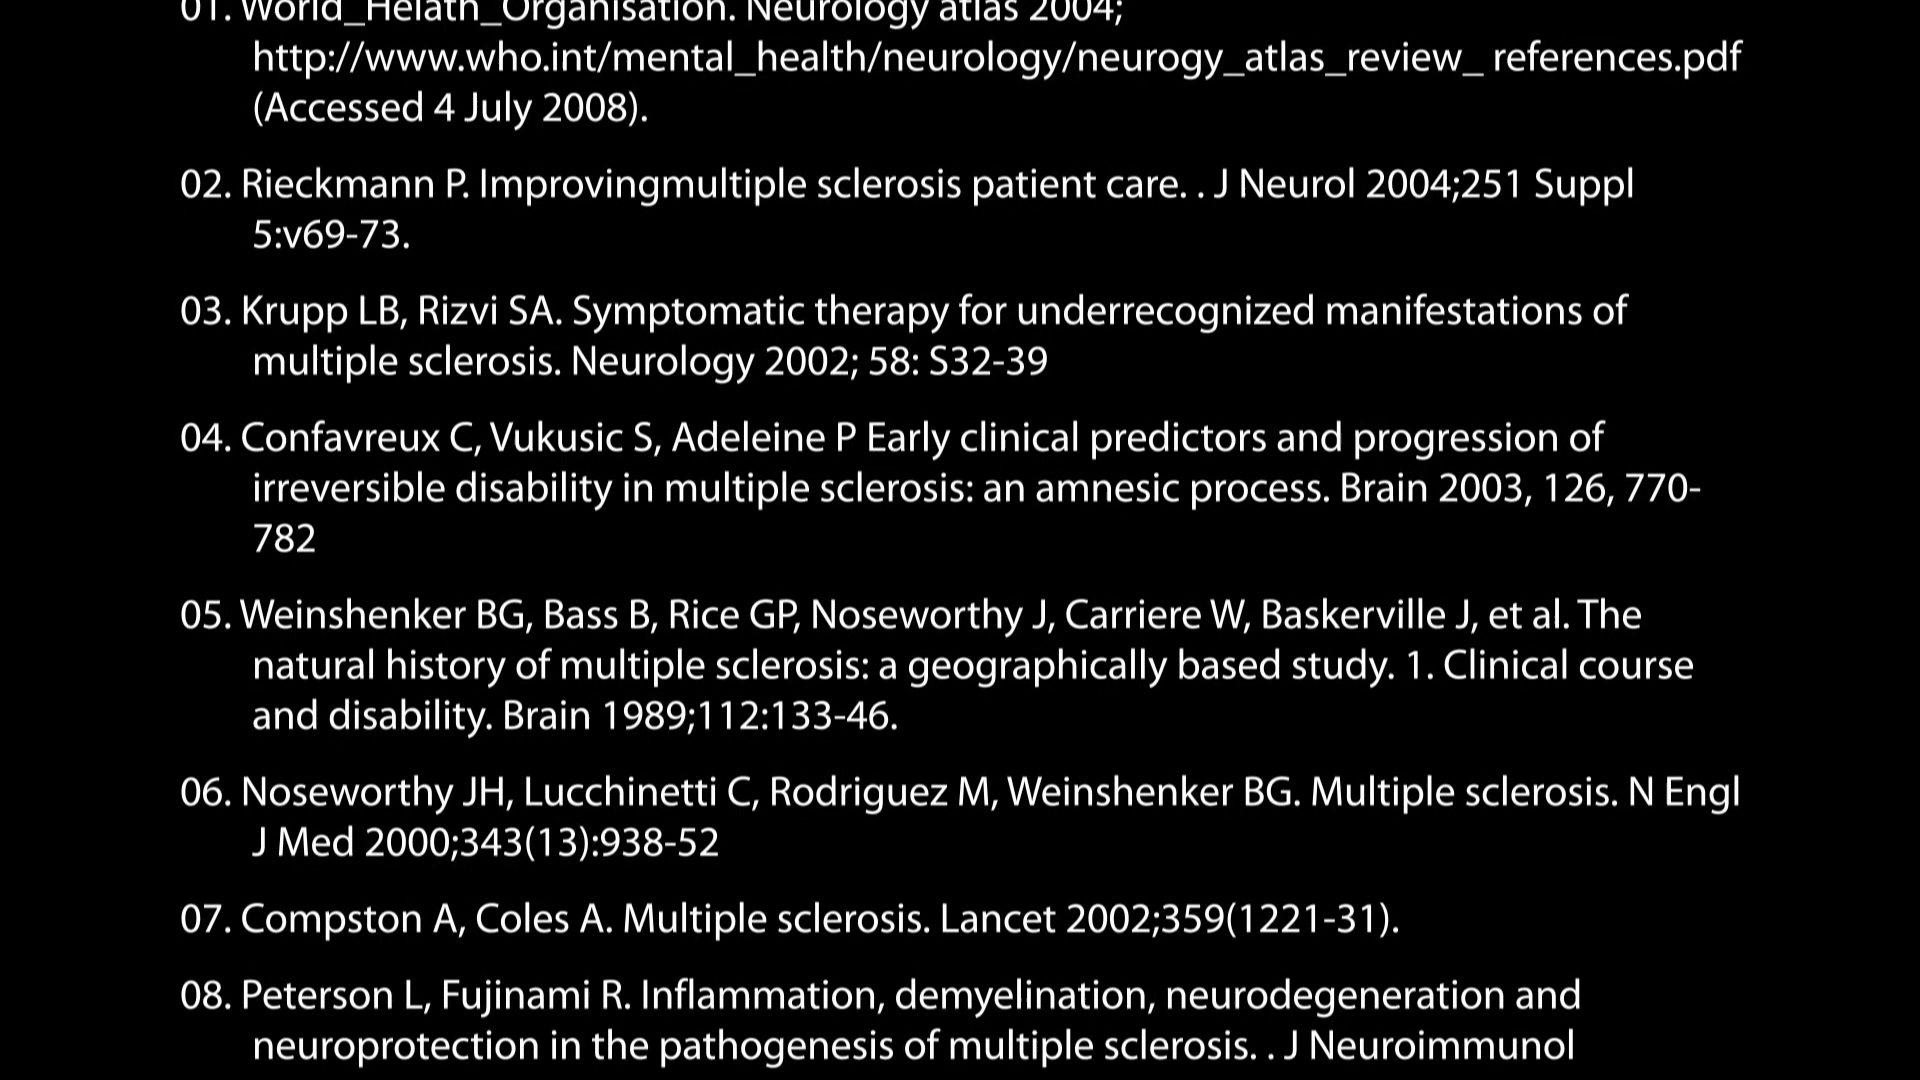 01. World_Helath_Organisation. Neurology atlas 2004;
http://www.who.int/mental_health/neurology/neurogy_atlas_review_ references.pdf
(Accessed 4 July 2008).
02. Rieckmann P. Improvingmultiple sclerosis patient care. . J Neurol 2004;251 Suppl
5:v69-73.
03. Krupp LB, Rizvi SA. Symptomatic therapy for underrecognized manifestations of
multiple sclerosis. Neurology 2002; 58: S32-39
04. Confavreux C, Vukusic S, Adeleine P Early clinical predictors and progression of
irreversible disability in multiple sclerosis: an amnesic process. Brain 2003, 126, 770-
782
05. Weinshenker BG, Bass B, Rice GP, Noseworthy J, Carriere W, Baskerville J, et al. The
natural history of multiple sclerosis: a geographically based study. 1. Clinical course
and disability. Brain 1989;112:133-46.
06. Noseworthy JH, Lucchinetti C, Rodriguez M, Weinshenker BG. Multiple sclerosis. N Engl
J Med 2000;343(13):938-52
07. Compston A, Coles A. Multiple sclerosis. Lancet 2002;359(1221-31).
08. Peterson L, Fujinami R. Inflammation, demyelination, neurodegeneration and
neuroprotection in the pathogenesis of multiple sclerosis. . J Neuroimmunol